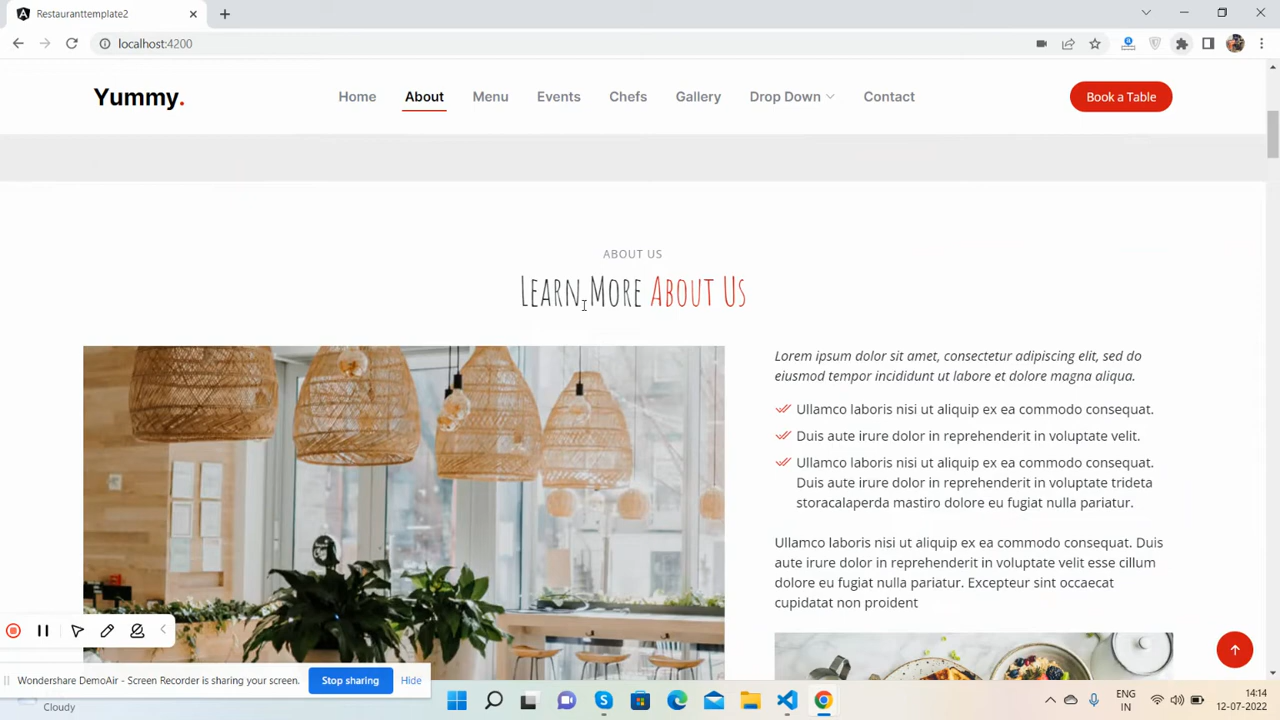 Restauranttemplate2
localhost:4200
Yummy.
Home About Menu Events Chefs Gallery Drop Down Contact
Book a Table
ABOUT US
Learn More About Us
Lorem ipsum dolor sit amet, consectetur adipiscing elit, sed do
eiusmod tempor incididunt ut labore et dolore magna aliqua.
Ullamco laboris nisi ut aliquip ex ea commodo consequat.
Duis aute irure dolor in reprehenderit in voluptate velit.
Ullamco laboris nisi ut aliquip ex ea commodo consequat.
Duis aute irure dolor in reprehenderit in voluptate trideta
storacalaperda mastiro dolore eu fugiat nulla pariatur.
Ullamco laboris nisi ut aliquip ex ea commodo consequat. Duis
aute irure dolor in reprehenderit in voluptate velit esse cillum
dolore eu fugiat nulla pariatur. Excepteur sint occaecat
cupidatat non proident
Wondershare DemoAir - Screen Recorder is sharing your screen.
Stop sharing
Hide
Cloudy
ENG
IN
14:14
12-07-2022